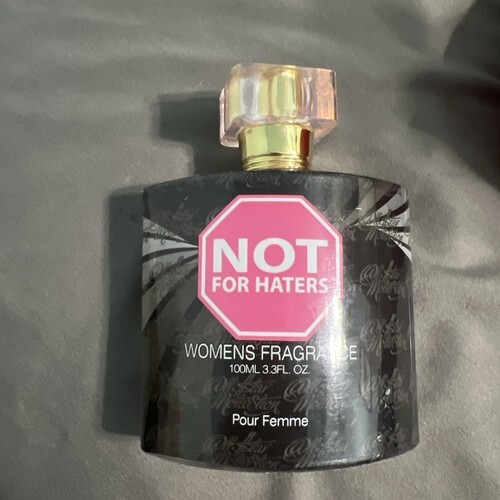 NOT
FOR HATERS
WOMENS FRAGRANCE
100ML 3.3FL. OZ.
Pour Femme